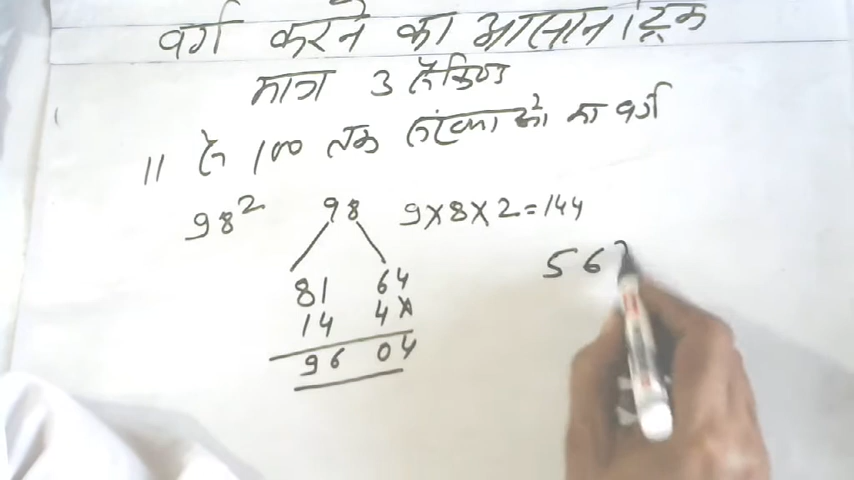 वर्ग करने का आसान ट्रिक
मात्र 3 सेकिण्ड
11 से 100 तक संख्याओं का वर्ग
98² 98 9×8×2=144
81 64
14 4×
96 04
56²